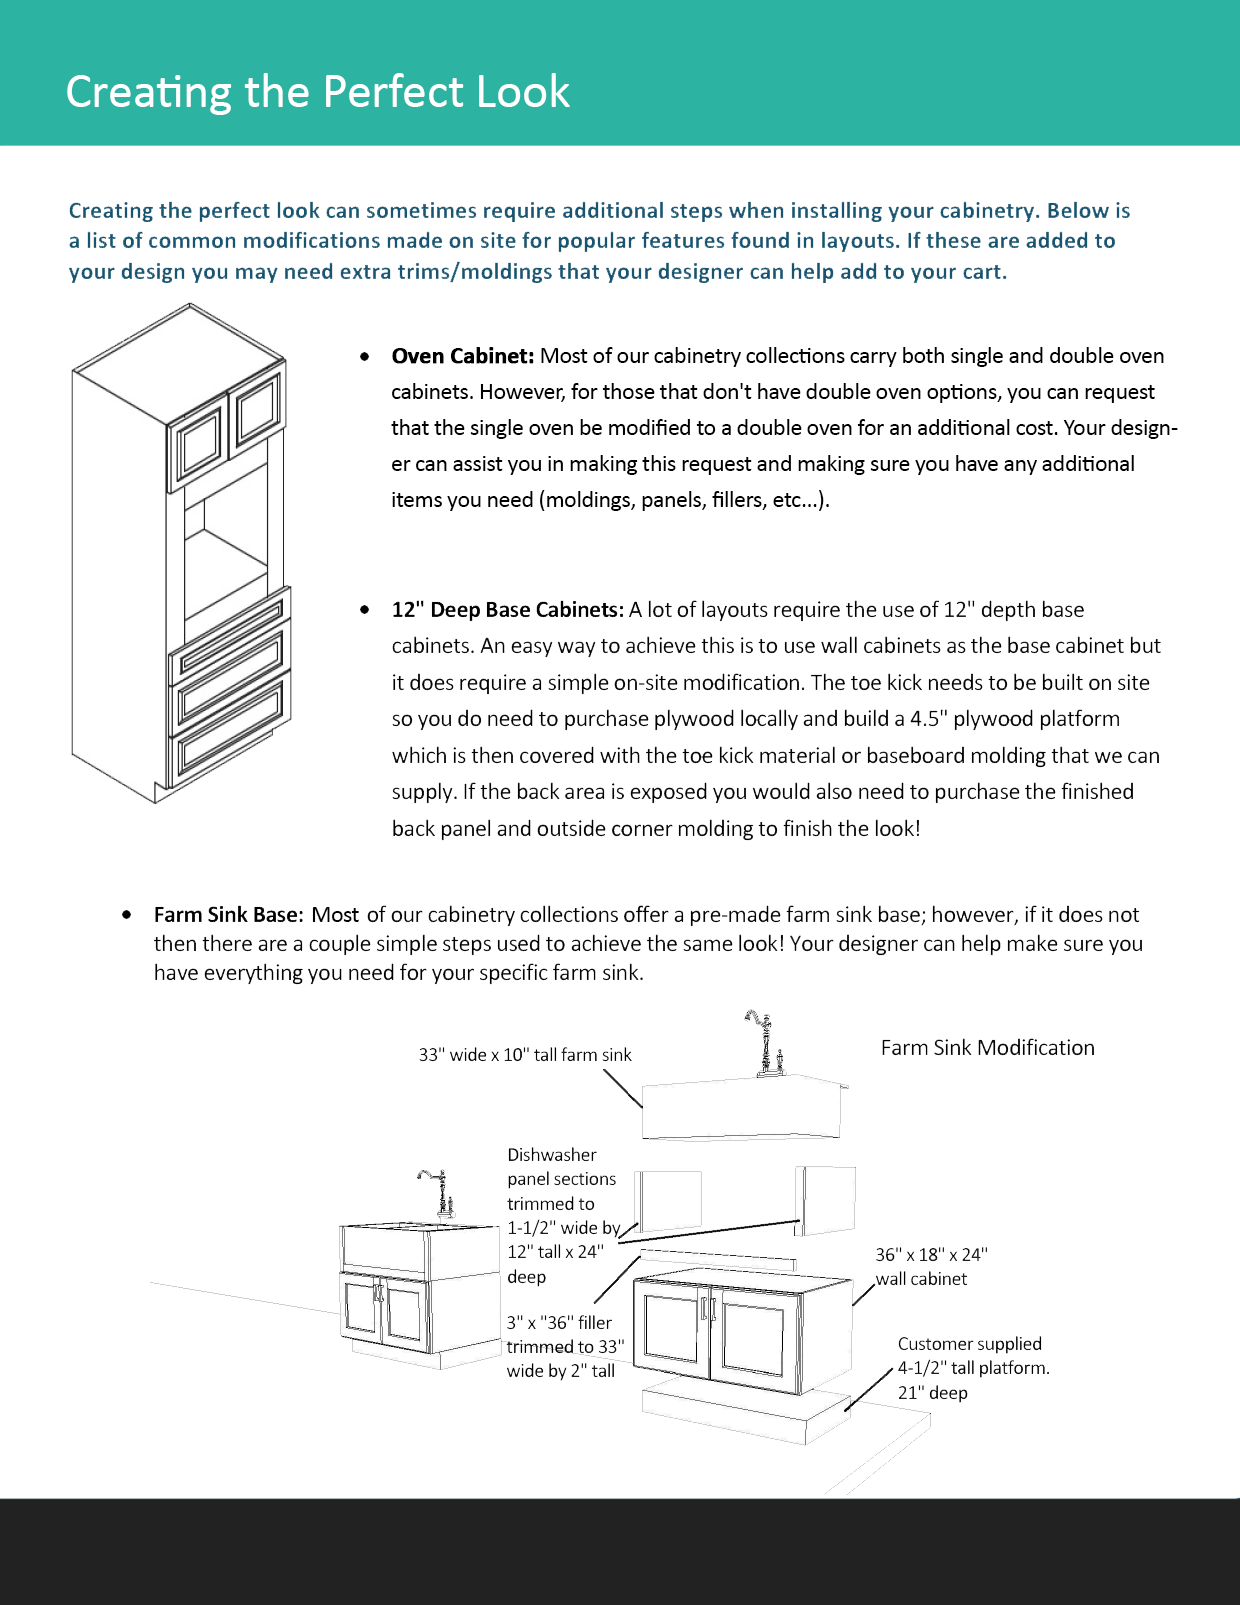 Creating the Perfect Look
Creating the perfect look can sometimes require additional steps when installing your cabinetry. Below is
a list of common modifications made on site for popular features found in layouts. If these are added to
your design you may need extra trims/moldings that your designer can help add to your cart.
• Oven Cabinet: Most of our cabinetry collections carry both single and double oven
cabinets. However, for those that don't have double oven options, you can request
that the single oven be modified to a double oven for an additional cost. Your design-
er can assist you in making this request and making sure you have any additional
items you need (moldings, panels, fillers, etc...).
• 12" Deep Base Cabinets: A lot of layouts require the use of 12" depth base
cabinets. An easy way to achieve this is to use wall cabinets as the base cabinet but
it does require a simple on-site modification. The toe kick needs to be built on site
so you do need to purchase plywood locally and build a 4.5" plywood platform
which is then covered with the toe kick material or baseboard molding that we can
supply. If the back area is exposed you would also need to purchase the finished
back panel and outside corner molding to finish the look!
• Farm Sink Base: Most of our cabinetry collections offer a pre-made farm sink base; however, if it does not
then there are a couple simple steps used to achieve the same look! Your designer can help make sure you
have everything you need for your specific farm sink.
Farm Sink Modification
33" wide x 10" tall farm sink
Dishwasher
panel sections
trimmed to
1-1/2" wide by
12" tall x 24"
deep
3" x "36" filler
trimmed to 33"
wide by 2" tall
36" x 18" x 24"
wall cabinet
Customer supplied
4-1/2" tall platform.
21" deep